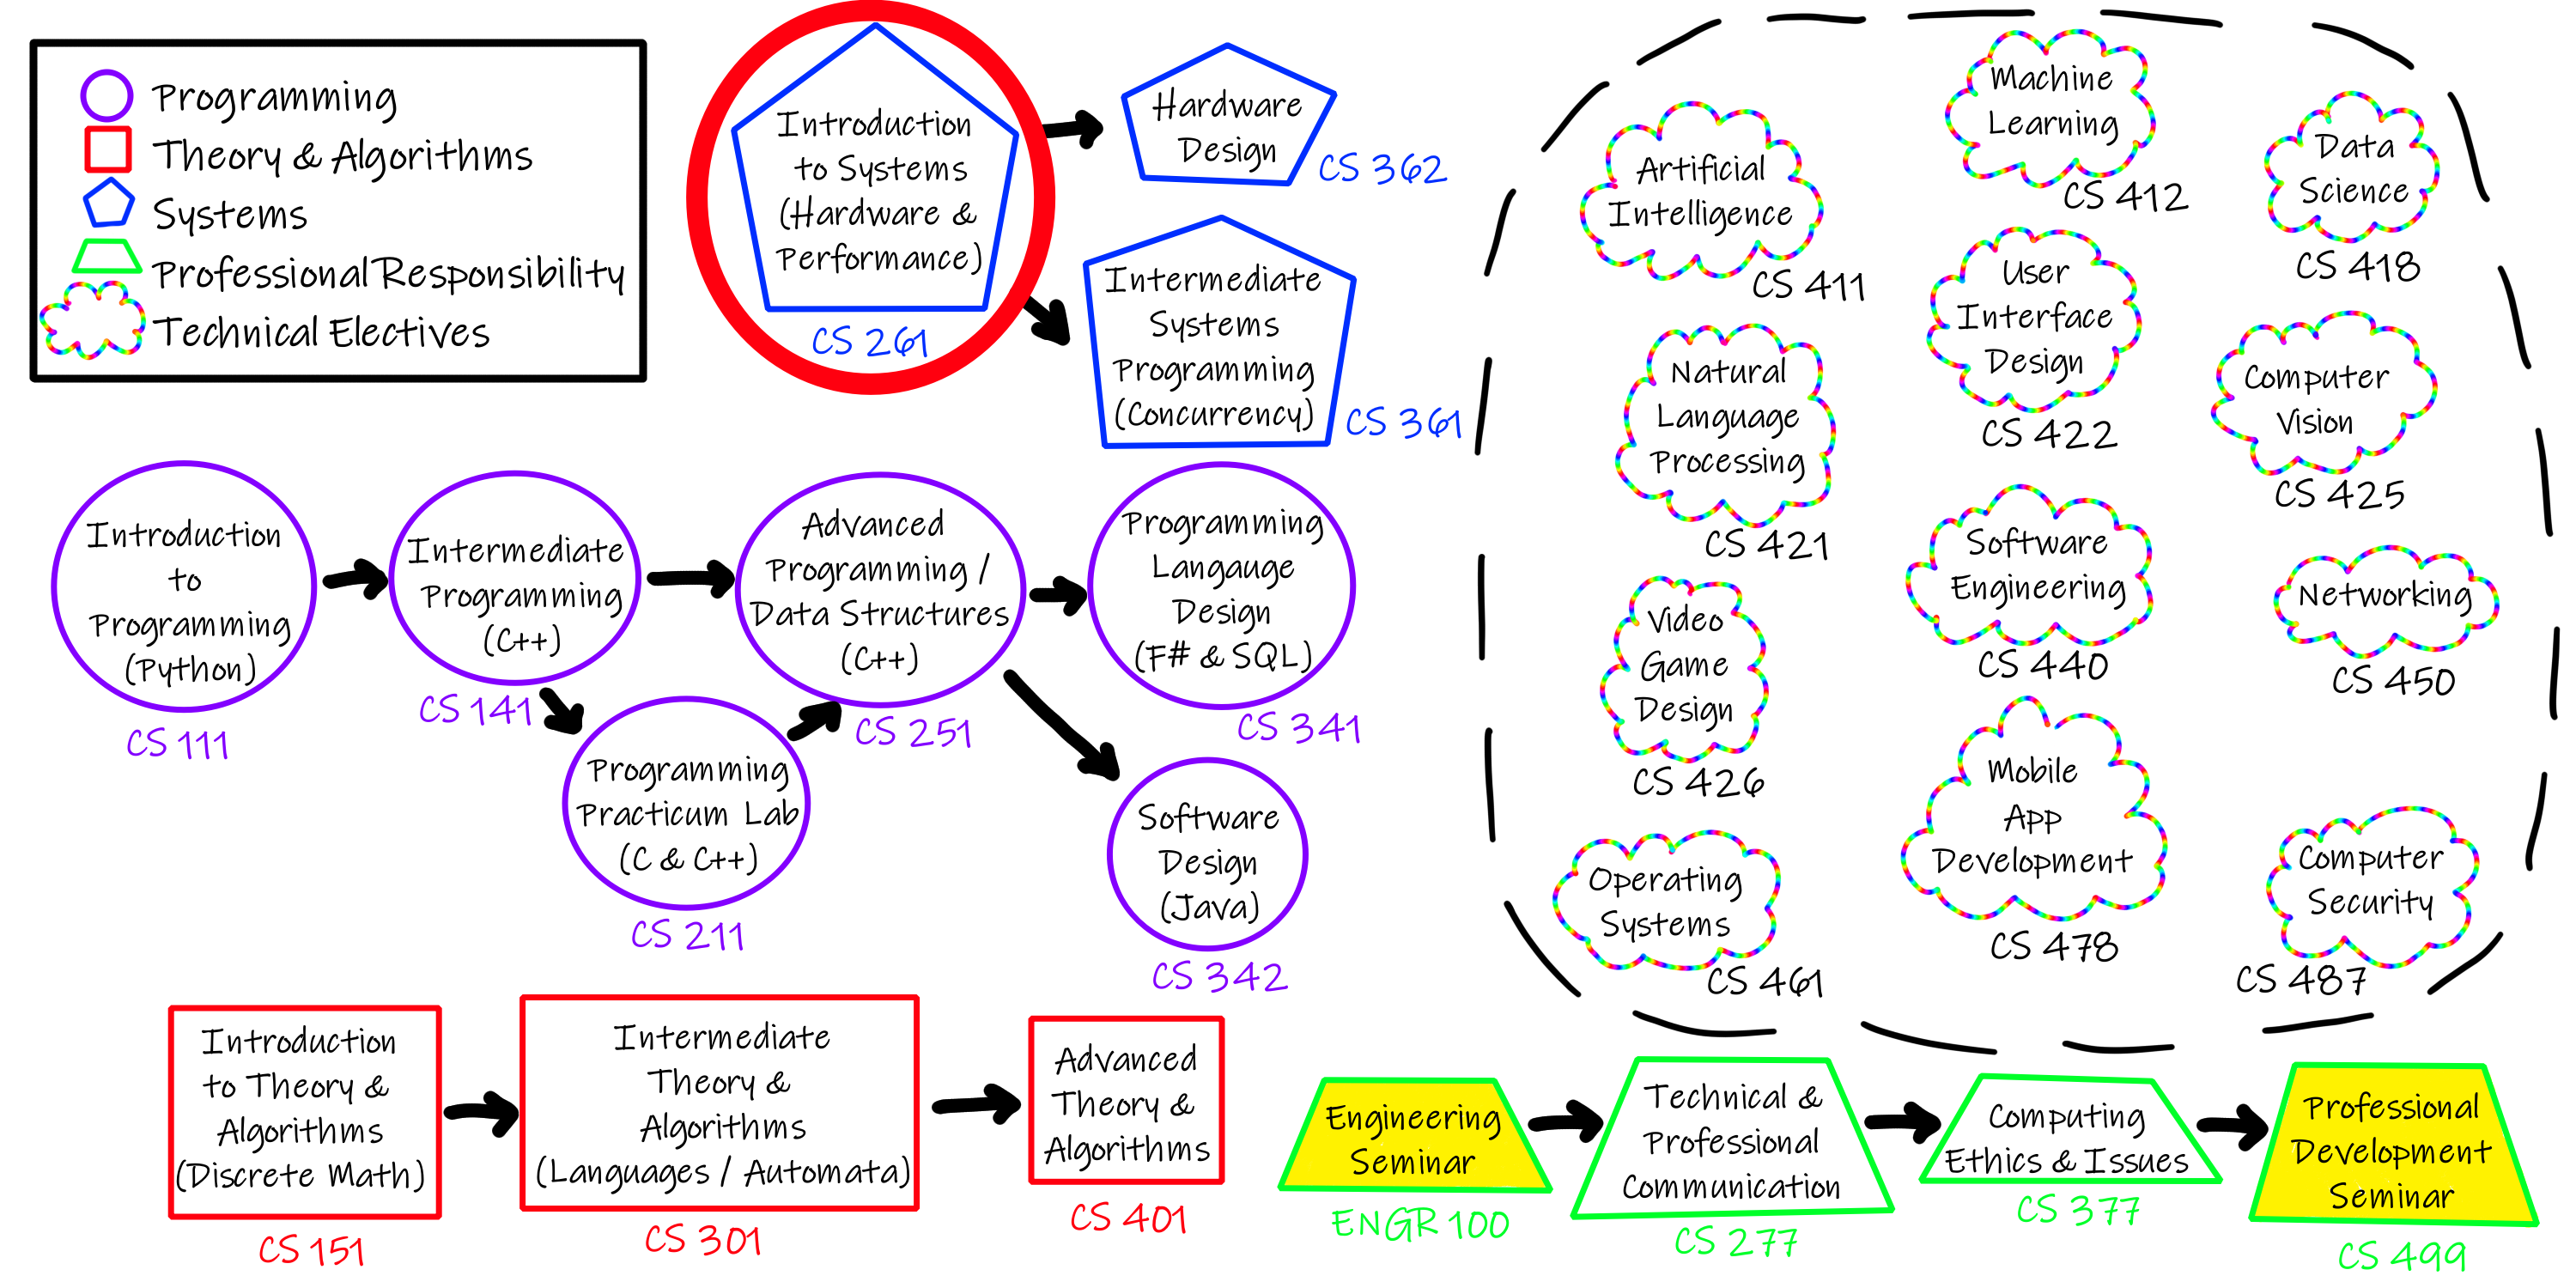 Programming
Theory & Algorithms
Systems
Professional Responsibility
Technical Electives
Introduction
to Systems
(Hardware &
Performance)
CS 261
Hardware
Design
CS 362
Intermediate
Systems
Programming
(Concurrency)
CS 361
Introduction
to
Programming
(Python)
CS 111
Intermediate
Programming
(C++)
CS 141
Programming
Practicum Lab
(C & C++)
CS 211
Advanced
Programming /
Data Structures
(C++)
CS 251
Programming
Langauge
Design
(F# & SQL)
CS 341
Software
Design
(Java)
CS 342
Introduction
to Theory &
Algorithms
(Discrete Math)
CS 151
Intermediate
Theory &
Algorithms
(Languages / Automata)
CS 301
Advanced
Theory &
Algorithms
CS 401
Artificial
Intelligence
CS 411
Machine
Learning
CS 412
Data
Science
CS 418
Natural
Language
Processing
CS 421
User
Interface
Design
CS 422
Computer
Vision
CS 425
Video
Game
Design
CS 426
Software
Engineering
CS 440
Networking
CS 450
Operating
Systems
CS 461
Mobile
App
Development
CS 478
Computer
Security
CS 487
Engineering
Seminar
ENGR 100
Technical &
Professional
Communication
CS 277
Computing
Ethics & Issues
CS 377
Professional
Development
Seminar
CS 499